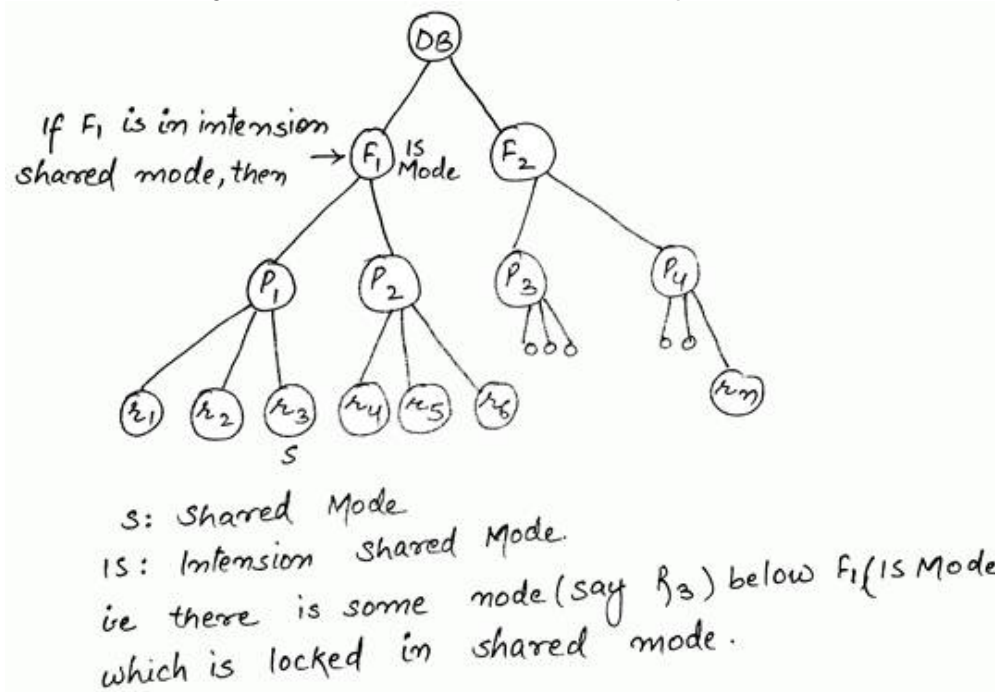 DB
If F1 is in intension
shared mode, then → F1 IS Mode F2
P1 P2 P3 P4
r1 r2 r3 r4 r5 r6 rn
S
S: Shared Mode
IS: Intension Shared Mode.
ie there is some node (say R3) below F1 (IS Mode
which is locked in shared mode.